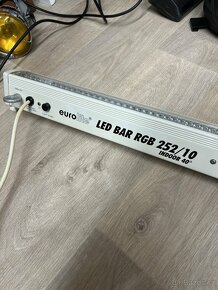 eurolite®
LED BAR RGB 252/10
INDOOR 40°